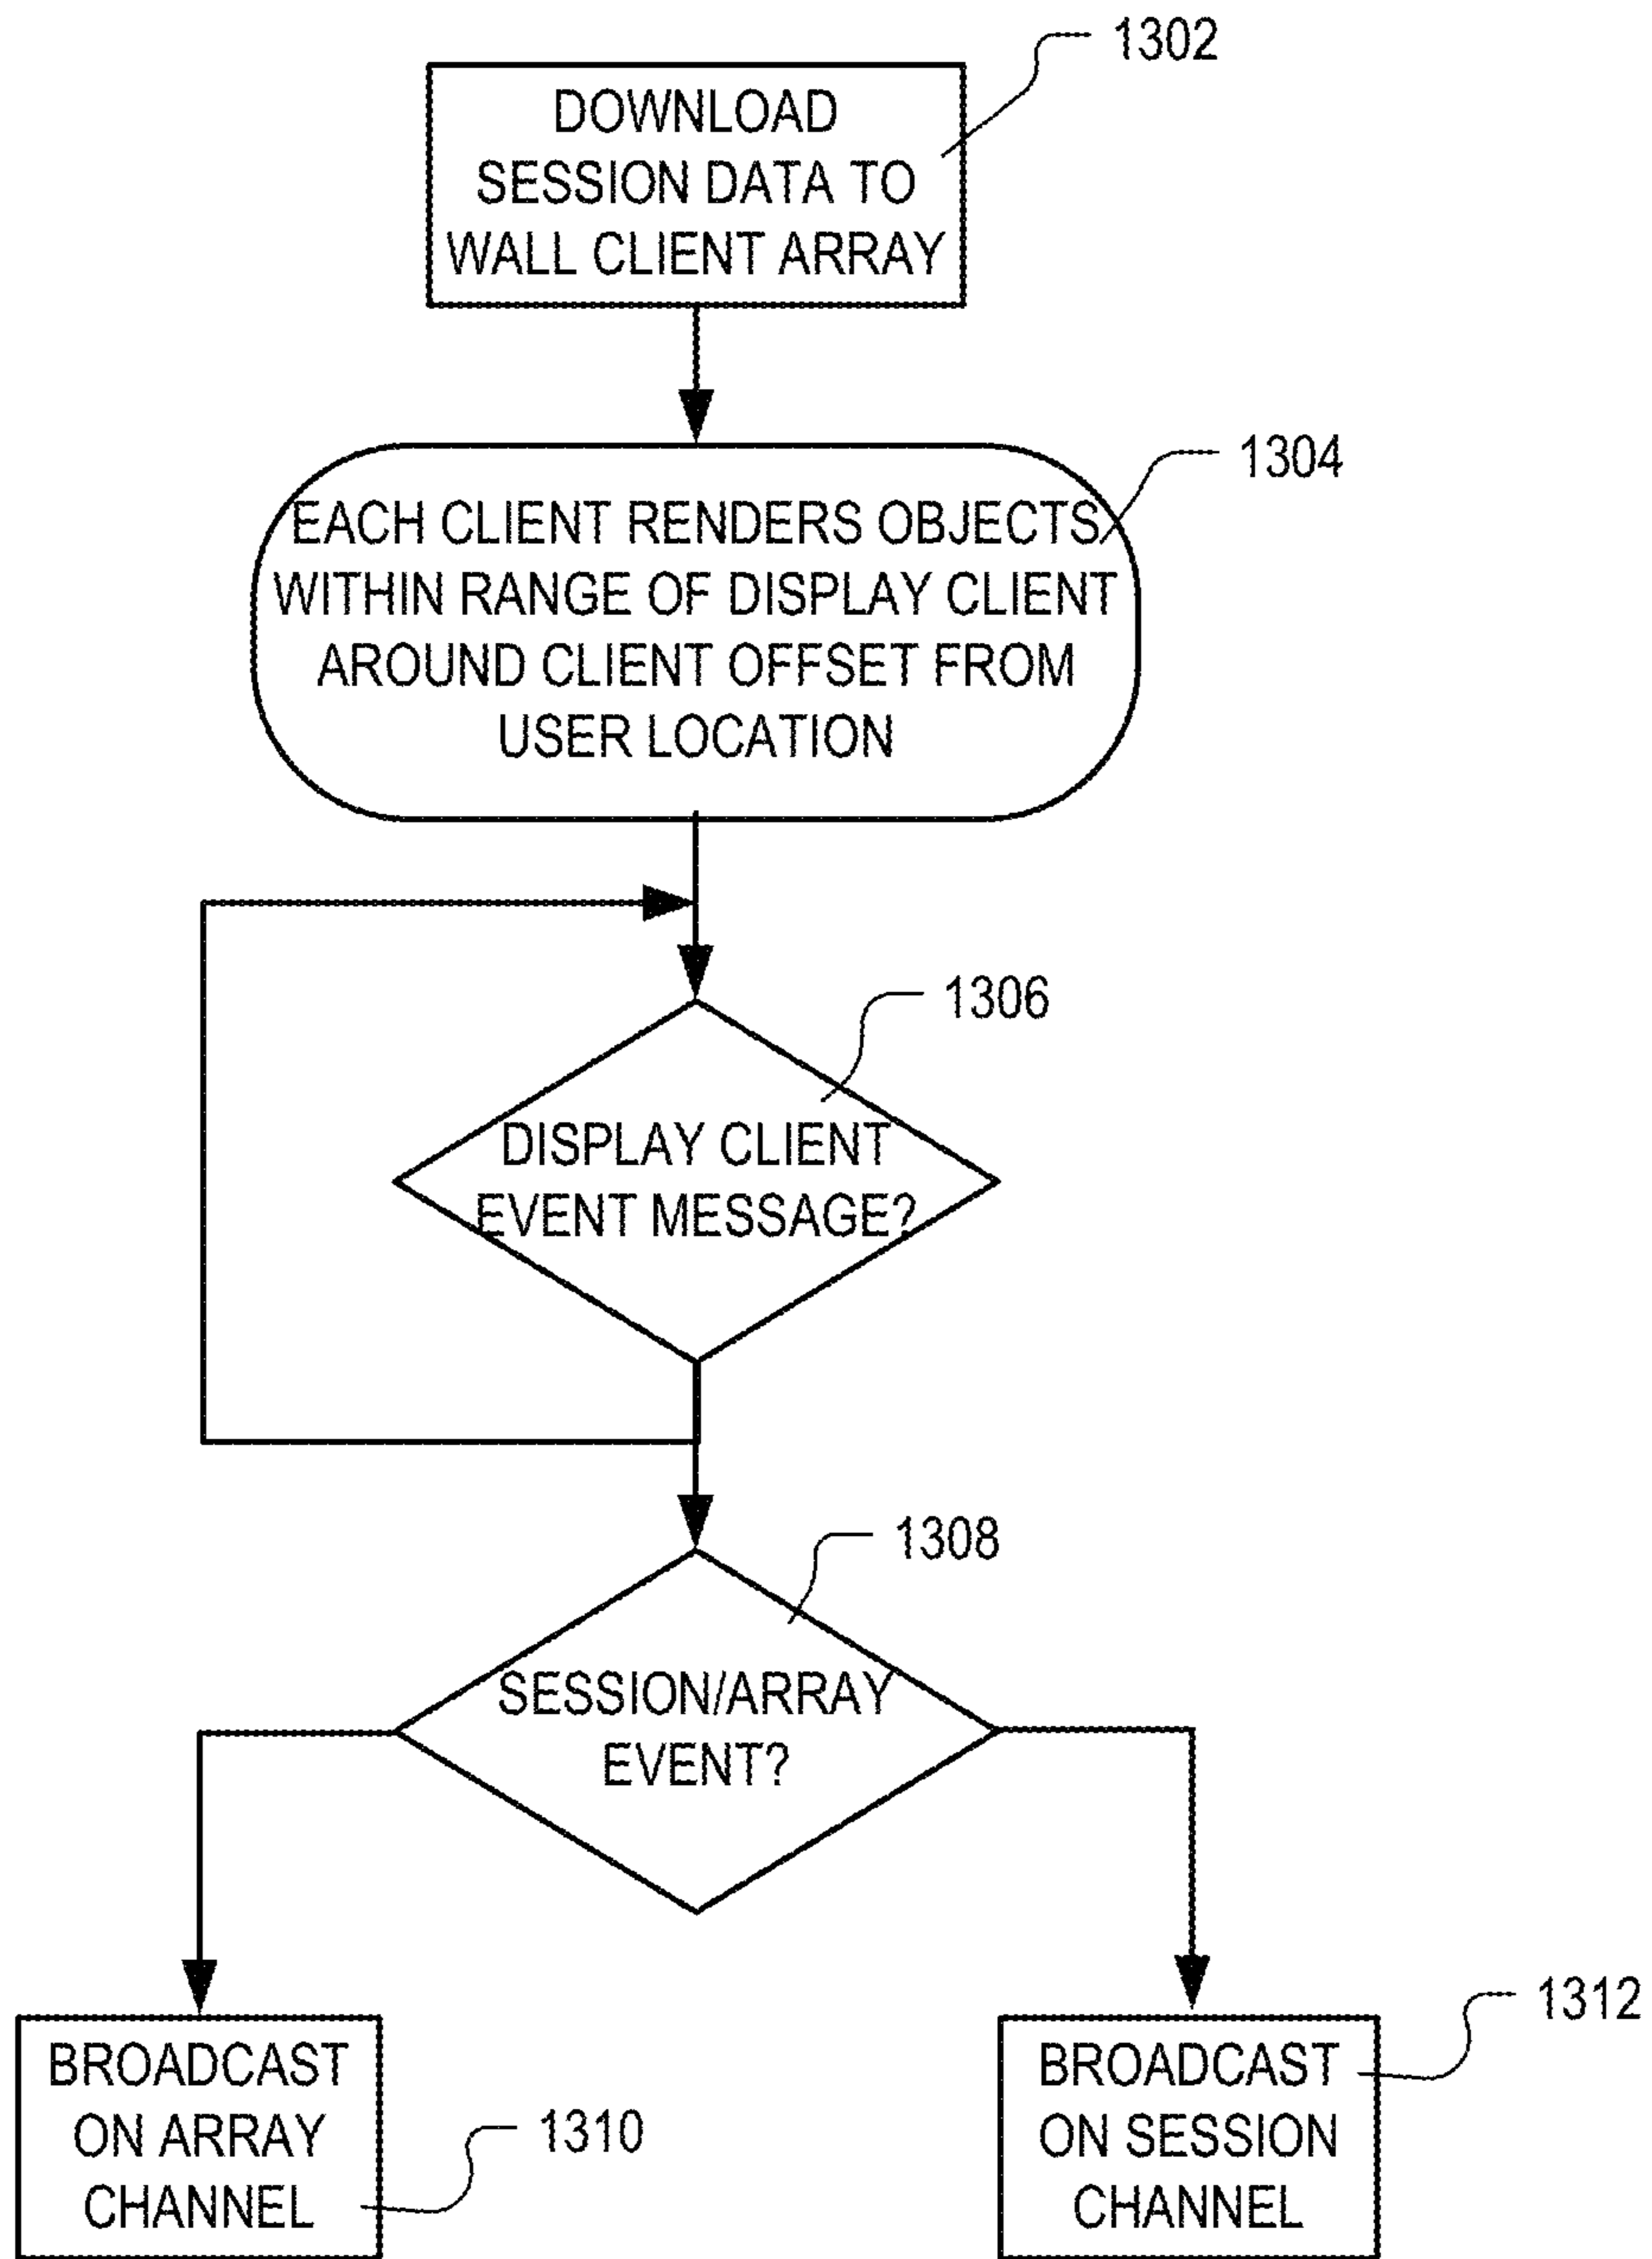 1302
DOWNLOAD
SESSION DATA TO
WALL CLIENT ARRAY
1304
EACH CLIENT RENDERS OBJECTS
WITHIN RANGE OF DISPLAY CLIENT
AROUND CLIENT OFFSET FROM
USER LOCATION
1306
DISPLAY CLIENT
EVENT MESSAGE?
1308
SESSION/ARRAY
EVENT?
BROADCAST
ON ARRAY
CHANNEL
1310
1312
BROADCAST
ON SESSION
CHANNEL